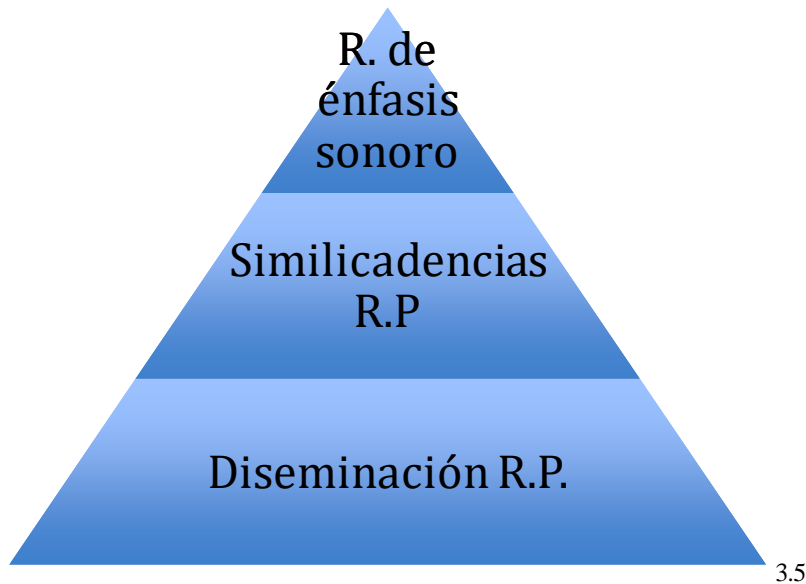 R. de
énfasis
sonoro
Similicadencias
R.P
Diseminación R.P.
3.5